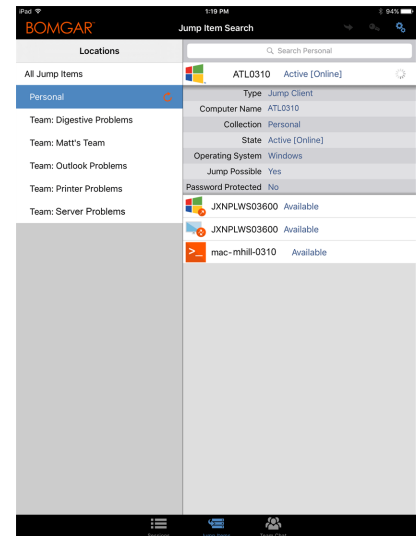 iPad 1:19 PM 94%
BOMGAR Jump Item Search
Locations
Search Personal
All Jump Items
Personal
Team: Digestive Problems
Team: Matt's Team
Team: Outlook Problems
Team: Printer Problems
Team: Server Problems
ATL0310 Active [Online]
Type Jump Client
Computer Name ATL0310
Collection Personal
State Active [Online]
Operating System Windows
Jump Possible Yes
Password Protected No
JXNPLWS03600 Available
JXNPLWS03600 Available
mac-mhill-0310 Available
Sessions Jump Items Team Chat